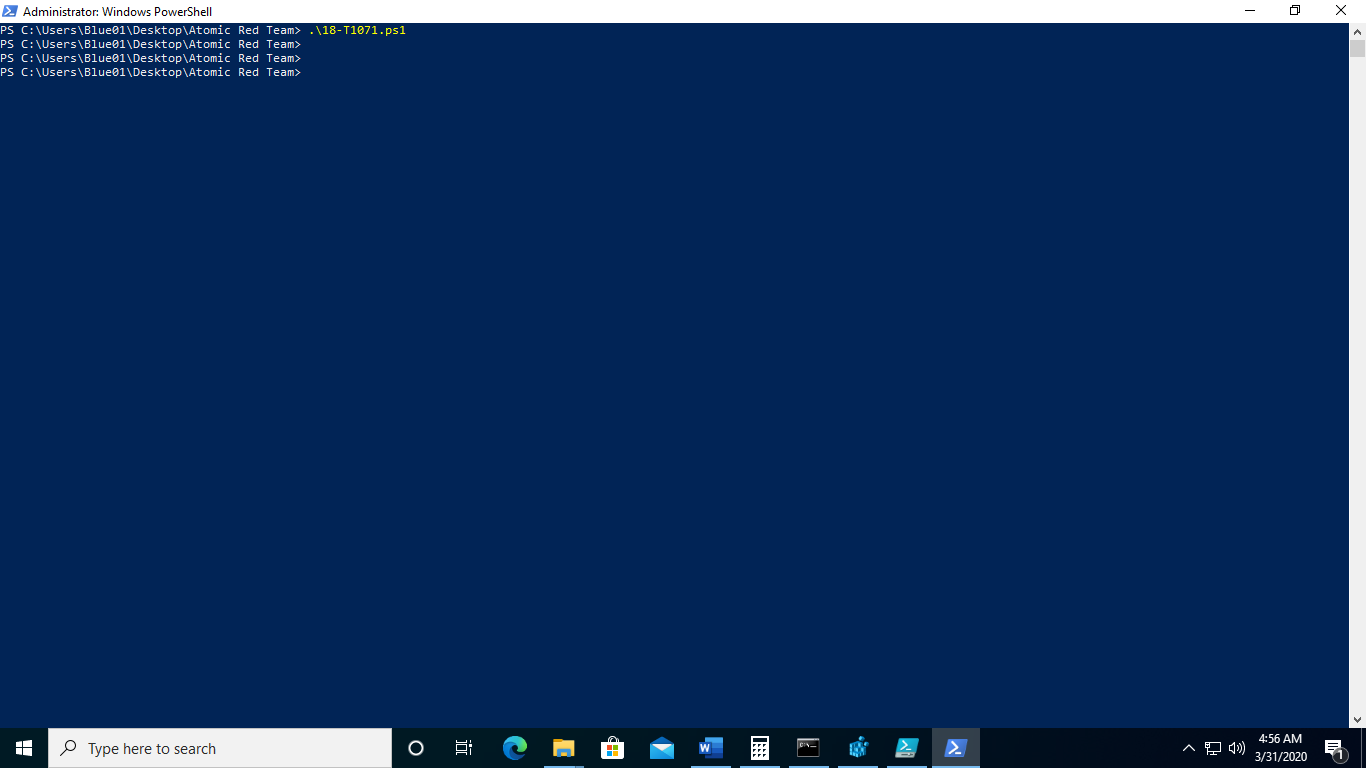 Administrator: Windows PowerShell
PS C:\Users\Blue01\Desktop\Atomic Red Team> .\18-T1071.ps1
PS C:\Users\Blue01\Desktop\Atomic Red Team>
PS C:\Users\Blue01\Desktop\Atomic Red Team>
PS C:\Users\Blue01\Desktop\Atomic Red Team>
Type here to search
W
C:\_
4:56 AM
3/31/2020
1